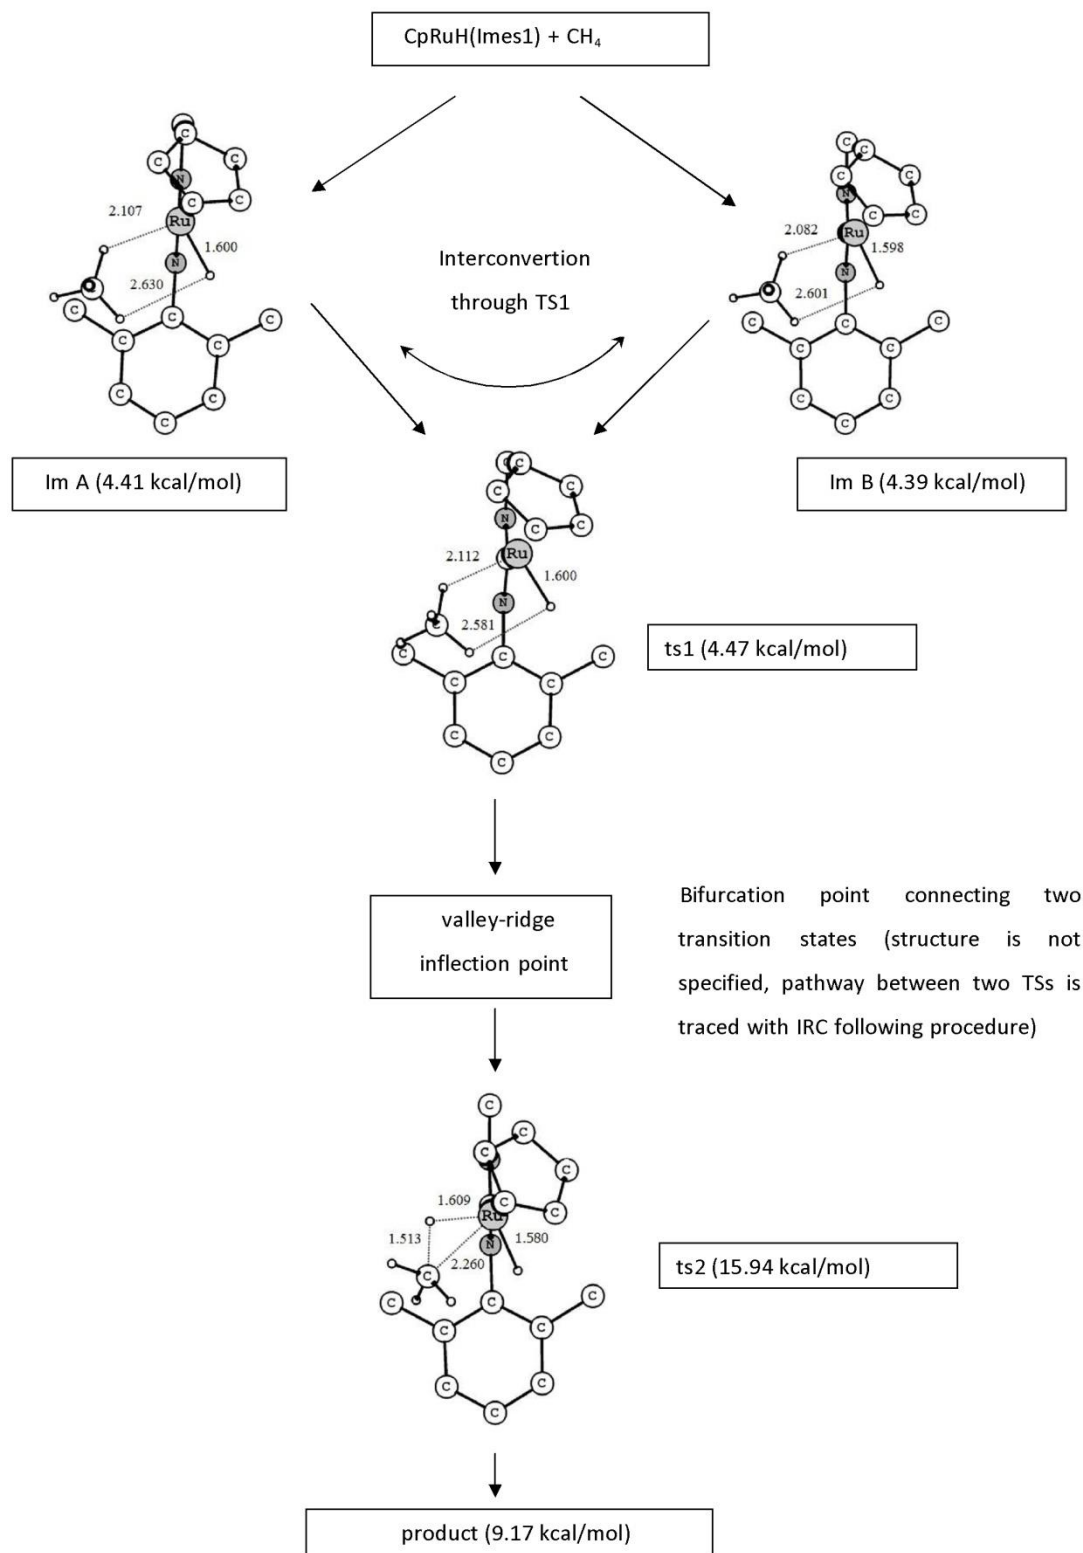 CpRuH(Imes1) + CH₄
2.107
Ru
N
N
1.600
2.630
C
C
C
C
C
C
C
C
C
C
C
C
C
Interconvertion
through TS1
2.082
Ru
N
N
1.598
2.601
C
C
C
C
C
C
C
C
C
C
C
C
C
Im A (4.41 kcal/mol)
Im B (4.39 kcal/mol)
C
C
C
C
C
N
2.112
Ru
1.600
N
2.581
C
C
C
C
C
C
C
C
C
ts1 (4.47 kcal/mol)
valley-ridge
inflection point
Bifurcation point connecting two
transition states (structure is not
specified, pathway between two TSs is
traced with IRC following procedure)
C
C
C
C
C
C
1.609
Ru
1.513
N
1.580
2.260
C
C
C
C
C
C
C
C
C
ts2 (15.94 kcal/mol)
product (9.17 kcal/mol)